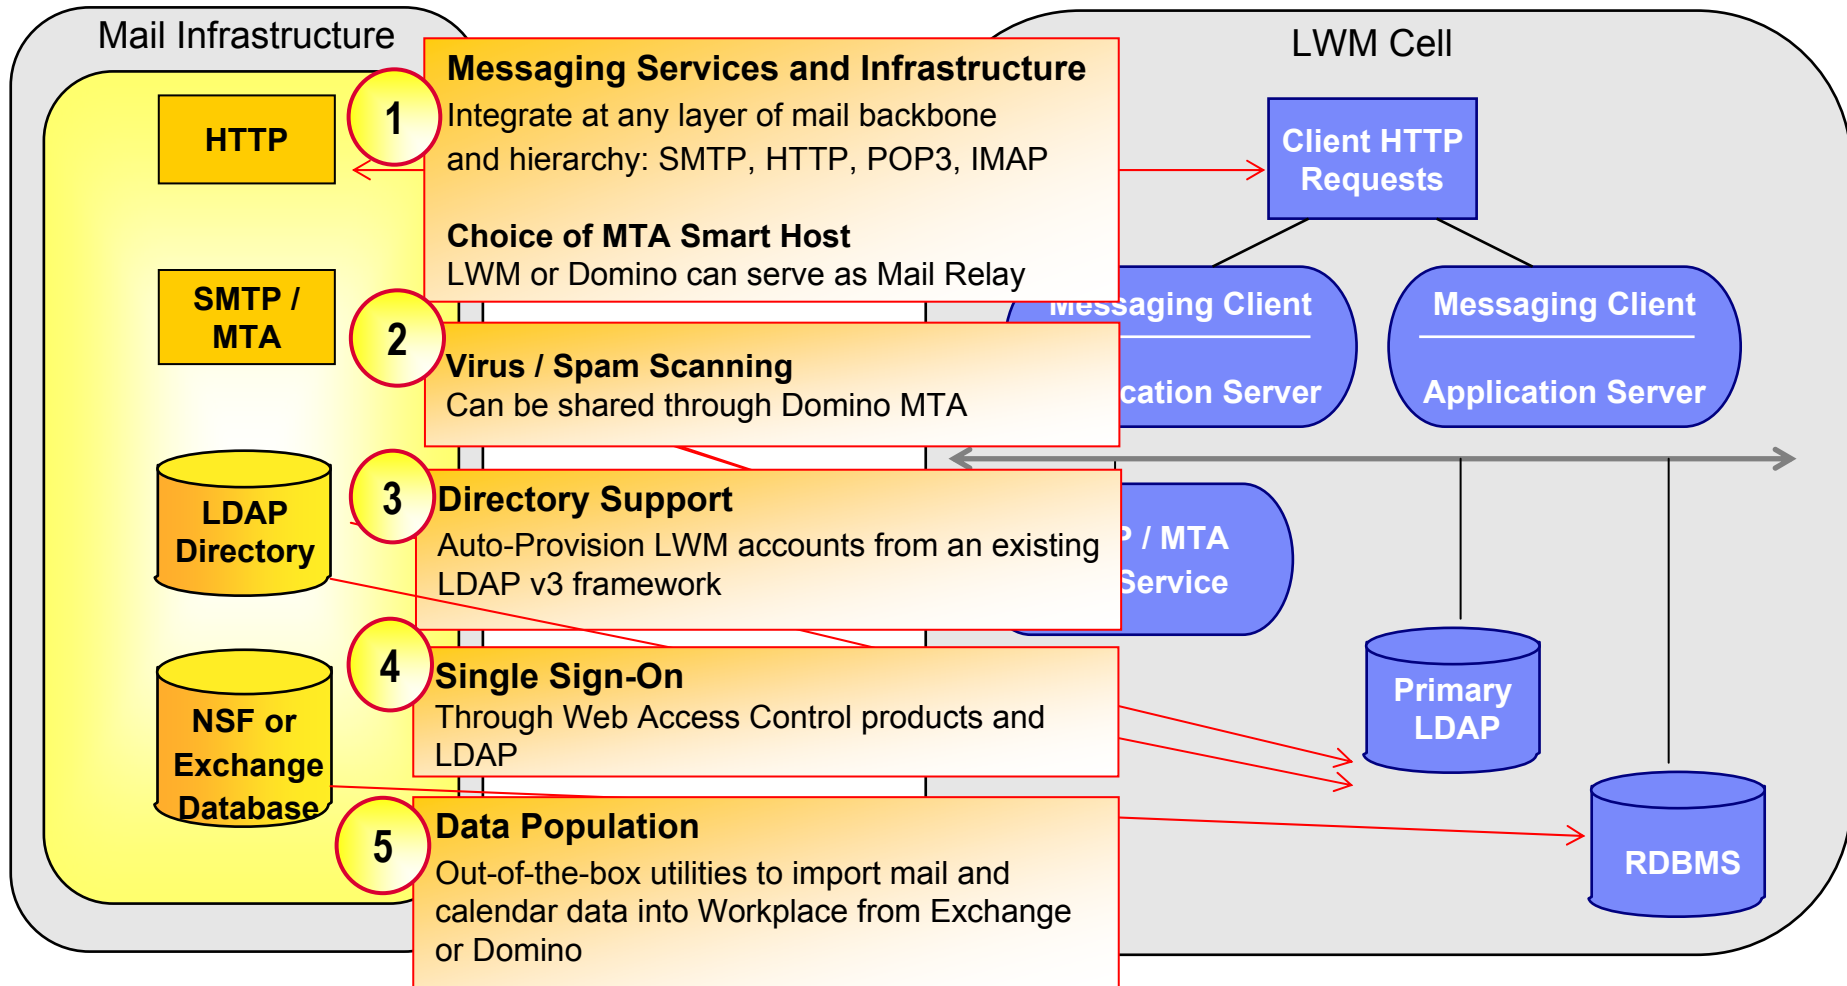 Mail Infrastructure
LWM Cell
HTTP
SMTP /
MTA
LDAP
Directory
NSF or
Exchange
Database
1
Messaging Services and Infrastructure
Integrate at any layer of mail backbone
and hierarchy: SMTP, HTTP, POP3, IMAP
Choice of MTA Smart Host
LWM or Domino can serve as Mail Relay
2
Virus / Spam Scanning
Can be shared through Domino MTA
3
Directory Support
Auto-Provision LWM accounts from an existing
LDAP v3 framework
4
Single Sign-On
Through Web Access Control products and
LDAP
5
Data Population
Out-of-the-box utilities to import mail and
calendar data into Workplace from Exchange
or Domino
Client HTTP
Requests
Messaging Client
Server
Messaging Client
Application Server
/ MTA
Service
Primary
LDAP
RDBMS